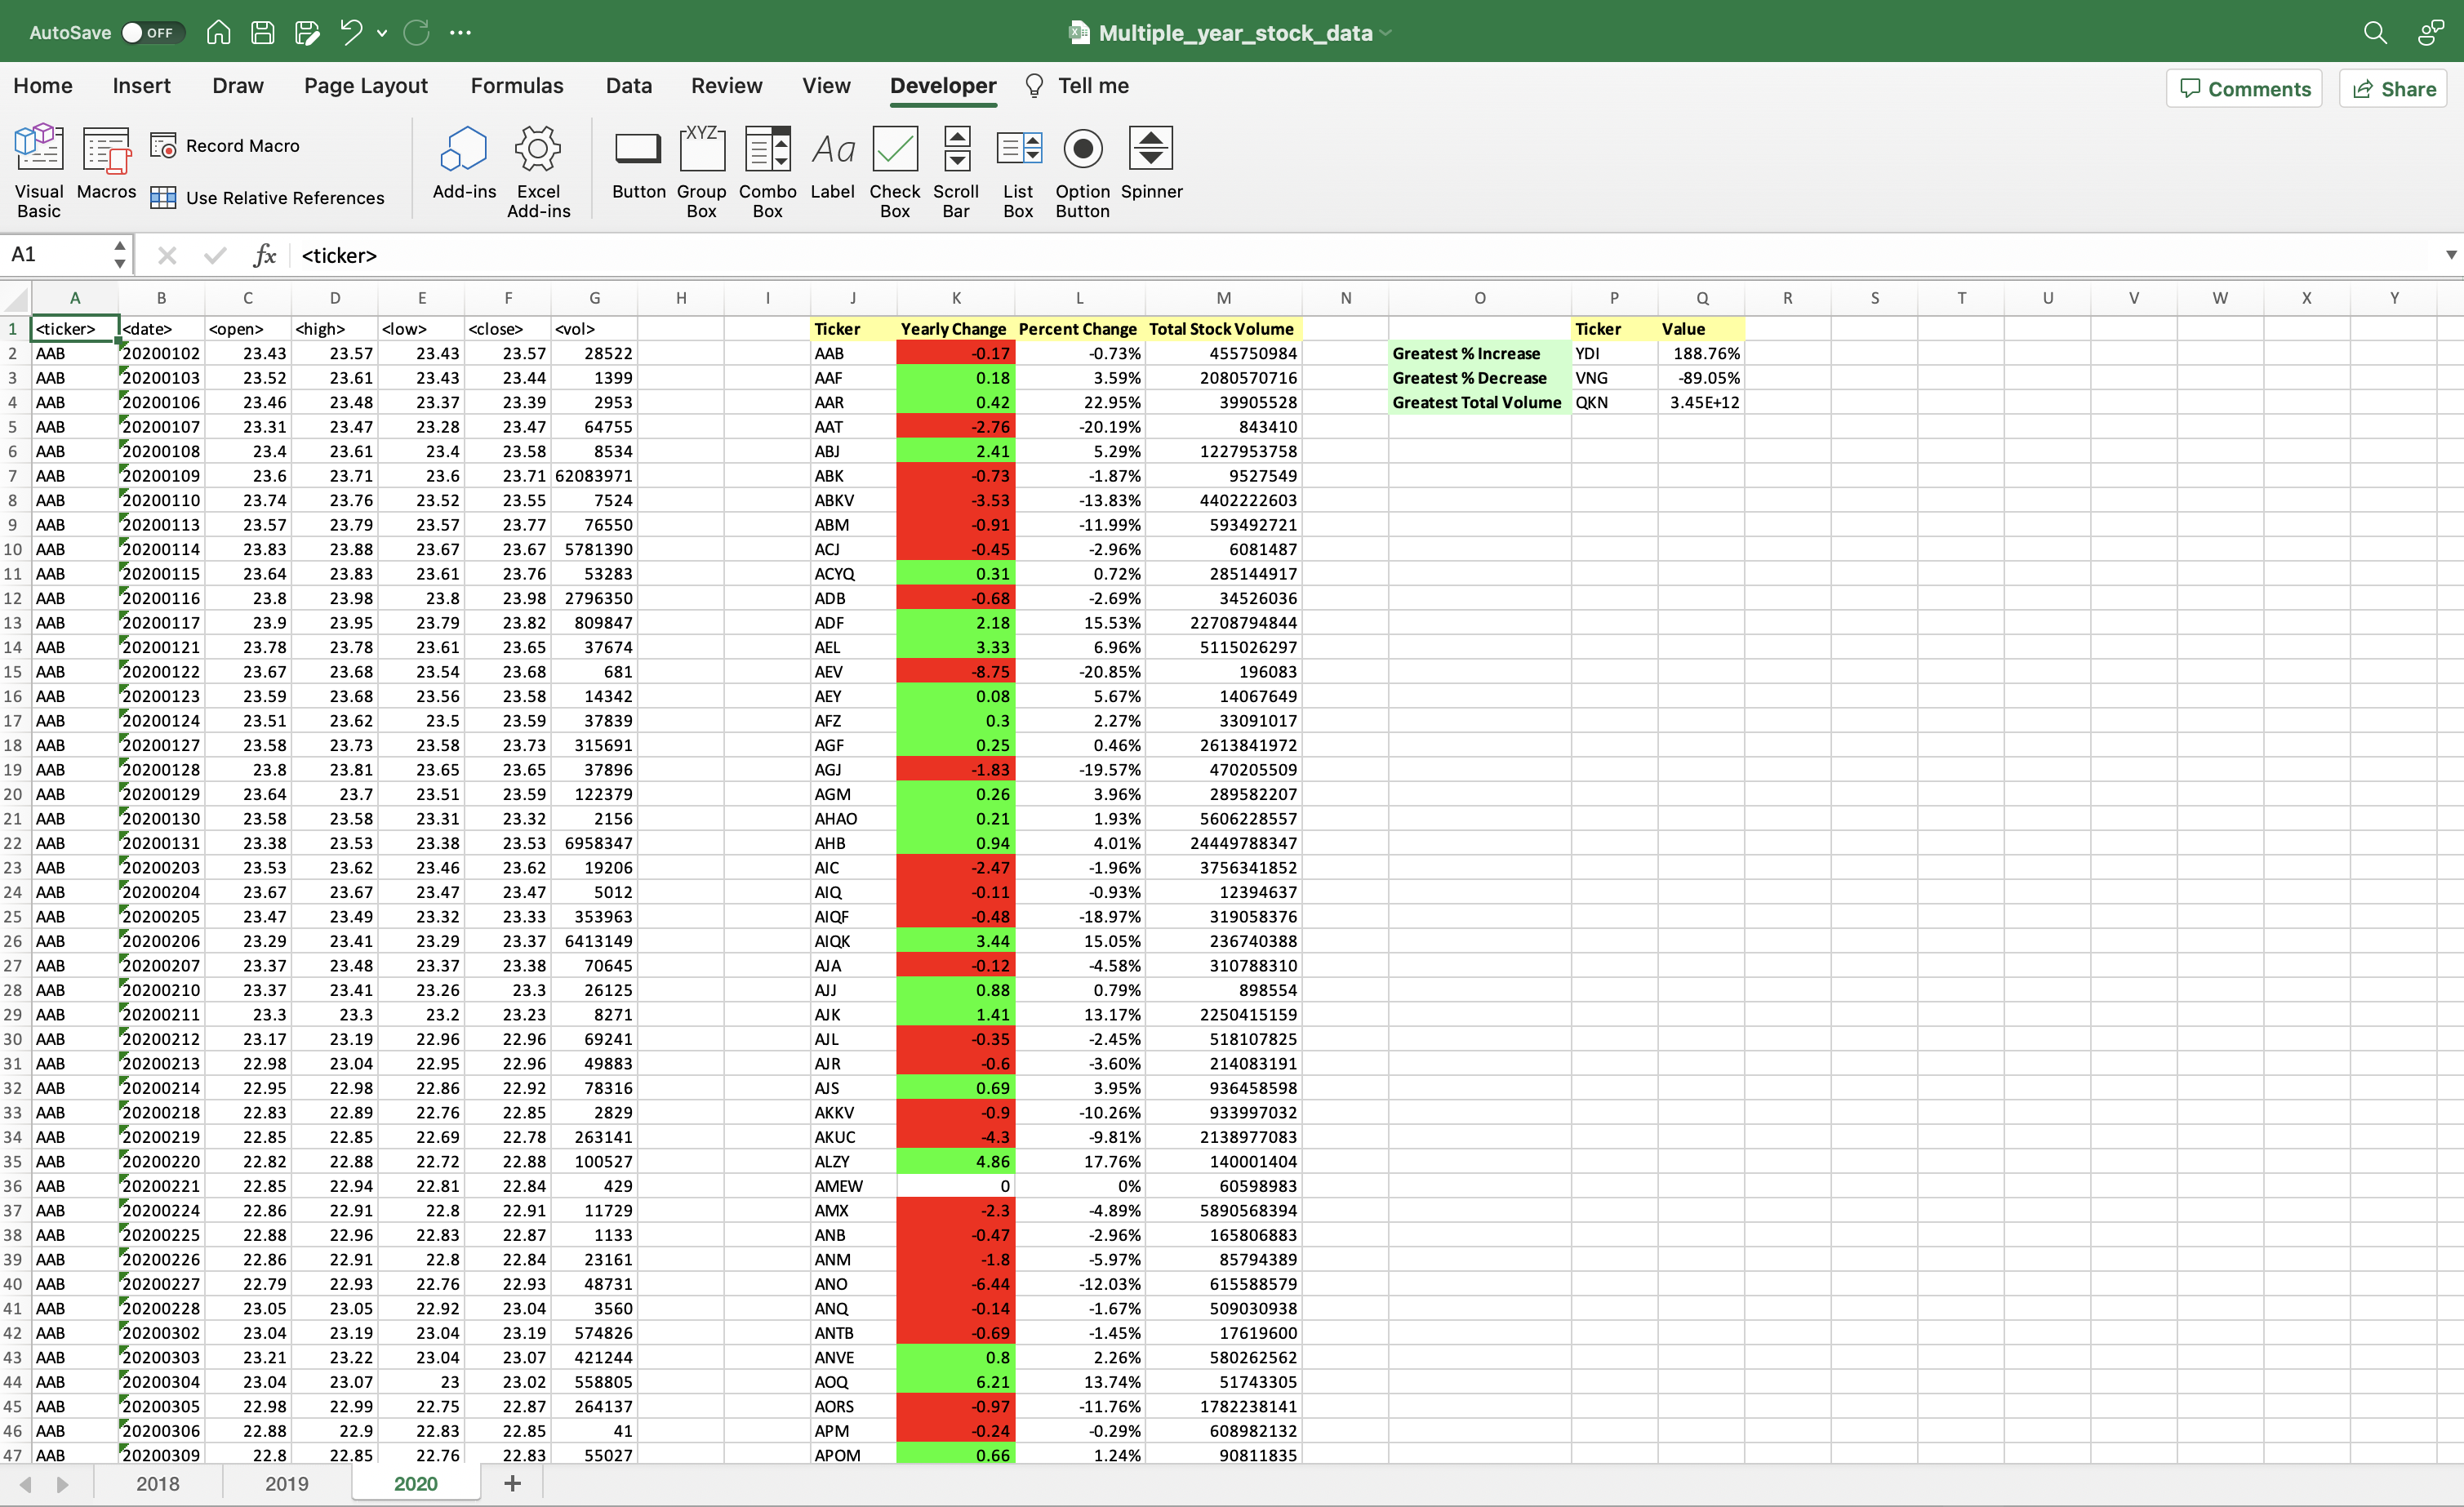 AutoSave OFF Multiple_year_stock_data
Home Insert Draw Page Layout Formulas Data Review View Developer Tell me Comments Share
Visual Basic Macros Record Macro Use Relative References Add-ins Excel Add-ins Button Group Box XYZ Combo Box Aa Label Check Box Scroll Bar List Box Option Button Spinner
A1 fx <ticker>
A B C D E F G H I J K L M N O P Q R S T U V W X Y
1 <ticker> <date> <open> <high> <low> <close> <vol> Ticker Yearly Change Percent Change Total Stock Volume Ticker Value
2 AAB 20200102 23.43 23.57 23.43 23.57 28522 AAB -0.17 -0.73% 455750984 Greatest % Increase YDI 188.76%
3 AAB 20200103 23.52 23.61 23.43 23.44 1399 AAF 0.18 3.59% 2080570716 Greatest % Decrease VNG -89.05%
4 AAB 20200106 23.46 23.48 23.37 23.39 2953 AAR 0.42 22.95% 39905528 Greatest Total Volume QKN 3.45E+12
5 AAB 20200107 23.31 23.47 23.28 23.47 64755 AAT -2.76 -20.19% 843410
6 AAB 20200108 23.4 23.61 23.4 23.58 8534 ABJ 2.41 5.29% 1227953758
7 AAB 20200109 23.6 23.71 23.6 23.71 62083971 ABK -0.73 -1.87% 9527549
8 AAB 20200110 23.74 23.76 23.52 23.55 7524 ABKV -3.53 -13.83% 4402222603
9 AAB 20200113 23.57 23.79 23.57 23.77 76550 ABM -0.91 -11.99% 593492721
10 AAB 20200114 23.83 23.88 23.67 23.67 5781390 ACJ -0.45 -2.96% 6081487
11 AAB 20200115 23.64 23.83 23.61 23.76 53283 ACYQ 0.31 0.72% 285144917
12 AAB 20200116 23.8 23.98 23.8 23.98 2796350 ADB -0.68 -2.69% 34526036
13 AAB 20200117 23.9 23.95 23.79 23.82 809847 ADF 2.18 15.53% 22708794844
14 AAB 20200121 23.78 23.78 23.61 23.65 37674 AEL 3.33 6.96% 5115026297
15 AAB 20200122 23.67 23.68 23.54 23.68 681 AEV -8.75 -20.85% 196083
16 AAB 20200123 23.59 23.68 23.56 23.58 14342 AEY 0.08 5.67% 14067649
17 AAB 20200124 23.51 23.62 23.5 23.59 37839 AFZ 0.3 2.27% 33091017
18 AAB 20200127 23.58 23.73 23.58 23.73 315691 AGF 0.25 0.46% 2613841972
19 AAB 20200128 23.8 23.81 23.65 23.65 37896 AGJ -1.83 -19.57% 470205509
20 AAB 20200129 23.64 23.7 23.51 23.59 122379 AGM 0.26 3.96% 289582207
21 AAB 20200130 23.58 23.58 23.31 23.32 2156 AHAO 0.21 1.93% 5606228557
22 AAB 20200131 23.38 23.53 23.38 23.53 6958347 AHB 0.94 4.01% 24449788347
23 AAB 20200203 23.53 23.62 23.46 23.62 19206 AIC -2.47 -1.96% 3756341852
24 AAB 20200204 23.67 23.67 23.47 23.47 5012 AIQ -0.11 -0.93% 12394637
25 AAB 20200205 23.47 23.49 23.32 23.33 353963 AIQF -0.48 -18.97% 319058376
26 AAB 20200206 23.29 23.41 23.29 23.37 6413149 AIQK 3.44 15.05% 236740388
27 AAB 20200207 23.37 23.48 23.37 23.38 70645 AJA -0.12 -4.58% 310788310
28 AAB 20200210 23.37 23.41 23.26 23.3 26125 AJJ 0.88 0.79% 898554
29 AAB 20200211 23.3 23.3 23.2 23.23 8271 AJK 1.41 13.17% 2250415159
30 AAB 20200212 23.17 23.19 22.96 22.96 69241 AJL -0.35 -2.45% 518107825
31 AAB 20200213 22.98 23.04 22.95 22.96 49883 AJR -0.6 -3.60% 214083191
32 AAB 20200214 22.95 22.98 22.86 22.92 78316 AJS 0.69 3.95% 936458598
33 AAB 20200218 22.83 22.89 22.76 22.85 2829 AKKV -0.9 -10.26% 933997032
34 AAB 20200219 22.85 22.85 22.69 22.78 263141 AKUC -4.3 -9.81% 2138977083
35 AAB 20200220 22.82 22.88 22.72 22.88 100527 ALZY 4.86 17.76% 140001404
36 AAB 20200221 22.85 22.94 22.81 22.84 429 AMEW 0 0% 60598983
37 AAB 20200224 22.86 22.91 22.8 22.91 11729 AMX -2.3 -4.89% 5890568394
38 AAB 20200225 22.88 22.96 22.83 22.87 1133 ANB -0.47 -2.96% 165806883
39 AAB 20200226 22.86 22.91 22.8 22.84 23161 ANM -1.8 -5.97% 85794389
40 AAB 20200227 22.79 22.93 22.76 22.93 48731 ANO -6.44 -12.03% 615588579
41 AAB 20200228 23.05 23.05 22.92 23.04 3560 ANQ -0.14 -1.67% 509030938
42 AAB 20200302 23.04 23.19 23.04 23.19 574826 ANTB -0.69 -1.45% 17619600
43 AAB 20200303 23.21 23.22 23.04 23.07 421244 ANVE 0.8 2.26% 580262562
44 AAB 20200304 23.04 23.07 23 23.02 558805 AOQ 6.21 13.74% 51743305
45 AAB 20200305 22.98 22.99 22.75 22.87 264137 AORS -0.97 -11.76% 1782238141
46 AAB 20200306 22.88 22.9 22.83 22.85 41 APM -0.24 -0.29% 608982132
47 AAB 20200309 22.8 22.85 22.76 22.83 55027 APOM 0.66 1.24% 90811835
2018 2019 2020 +